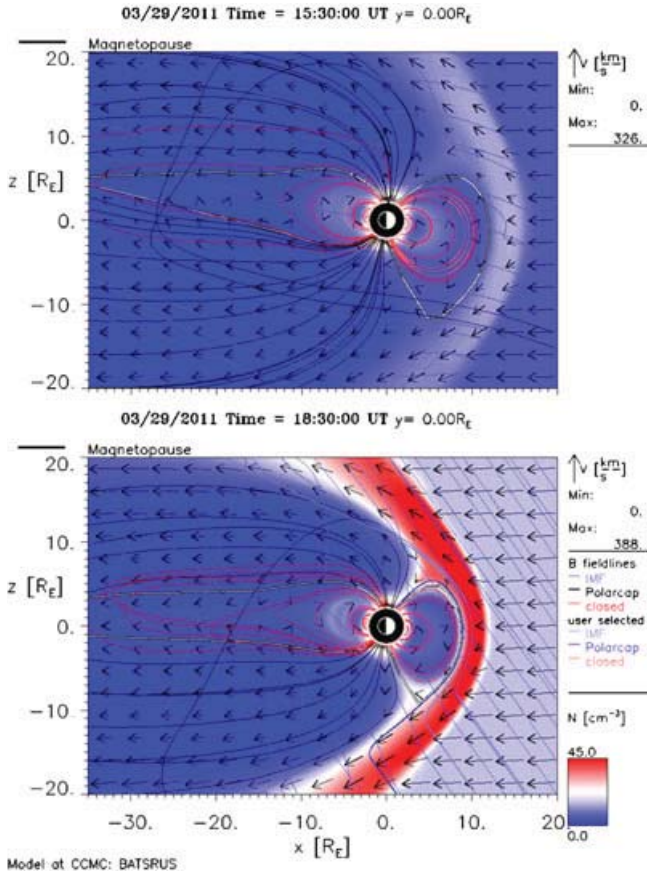 03/29/2011 Time = 15:30:00 UT y= 0.00R_E
Magnetopause
V [km/s]
Min:
0.
Max:
326.
20.
10.
z [R_E]
0.
-10.
-20.
03/29/2011 Time = 18:30:00 UT y= 0.00R_E
Magnetopause
V [km/s]
Min:
0.
Max:
388.
B fieldlines
IMF
Polarcap
closed
user selected
IMF
Polarcap
closed
N [cm⁻³]
45.0
0.0
20.
10.
z [R_E]
0.
-10.
-20.
-30. -20. -10. 0. 10. 20
x [R_E]
Model at CCMC: BATSRUS